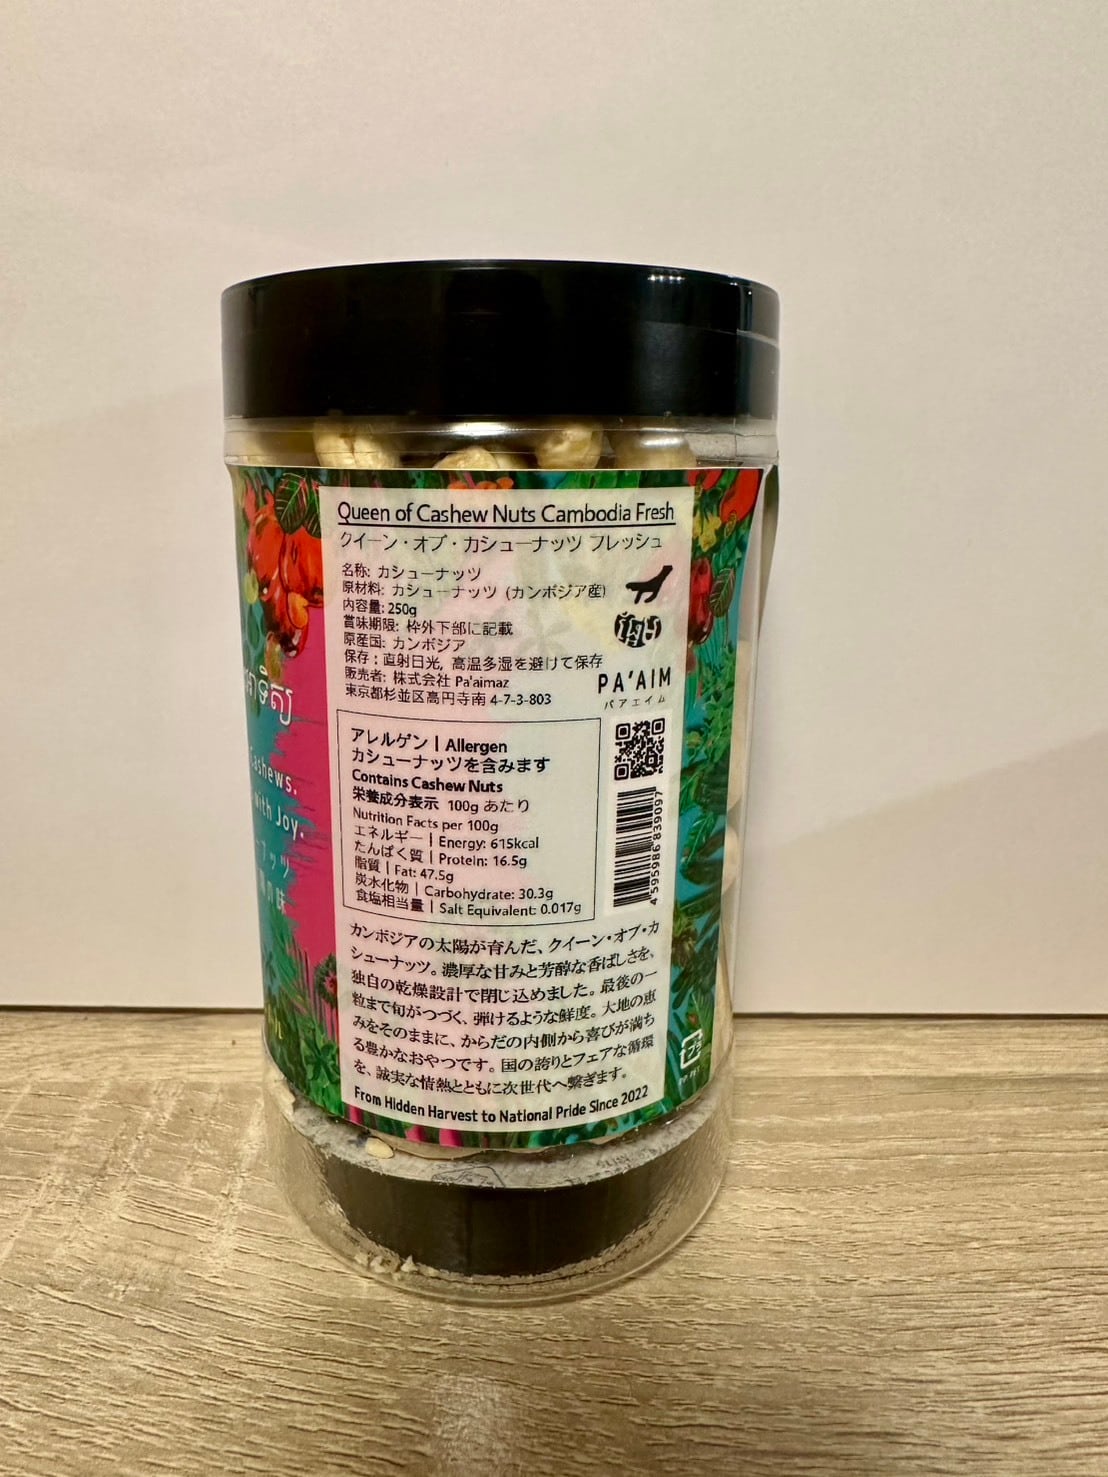 Queen of Cashew Nuts Cambodia Fresh
クイーン・オブ・カシューナッツ フレッシュ
名称: カシューナッツ
原材料: カシューナッツ (カンボジア産)
内容量: 250g
賞味期限: 枠外下部に記載
原産国: カンボジア
保存: 直射日光, 高温多湿を避けて保存
販売者: 株式会社 Pa'aimaz
東京都杉並区高円寺南 4-7-3-803
PA'AIM
パアエイム
アレルゲン | Allergen
カシューナッツを含みます
Contains Cashew Nuts
栄養成分表示 100g あたり
Nutrition Facts per 100g
エネルギー | Energy: 615kcal
たんぱく質 | Protein: 16.5g
脂質 | Fat: 47.5g
炭水化物 | Carbohydrate: 30.3g
食塩相当量 | Salt Equivalent: 0.017g
4 595986 839097
カンボジアの太陽が育んだ、クイーン・オブ・カ
シューナッツ。濃厚な甘みと芳醇な香ばしさを、
独自の乾燥設計で閉じ込めました。最後の一
粒まで旬がつづく、弾けるような鮮度。大地の恵
みをそのままに、からだの内側から喜びが満ち
る豊かなおやつです。国の誇りとフェアな循環
を、誠実な情熱とともに次世代へ繋ぎます。
From Hidden Harvest to National Pride Since 2022
プラ
ashews.
with Joy.
ナッツ